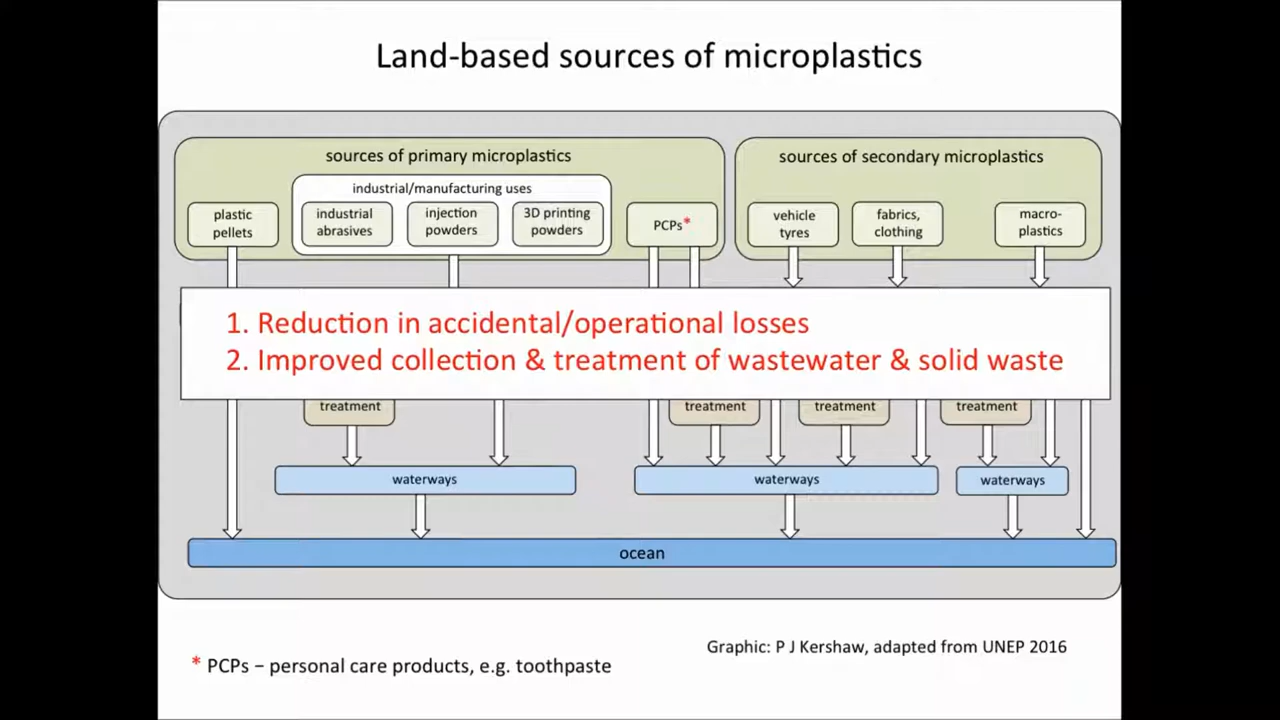 Land-based sources of microplastics
sources of primary microplastics
sources of secondary microplastics
industrial/manufacturing uses
plastic
pellets
industrial
abrasives
injection
powders
3D printing
powders
PCPs*
vehicle
tyres
fabrics,
clothing
macro-
plastics
1. Reduction in accidental/operational losses
2. Improved collection & treatment of wastewater & solid waste
treatment
treatment
treatment
treatment
waterways
waterways
waterways
ocean
Graphic: P J Kershaw, adapted from UNEP 2016
* PCPs – personal care products, e.g. toothpaste